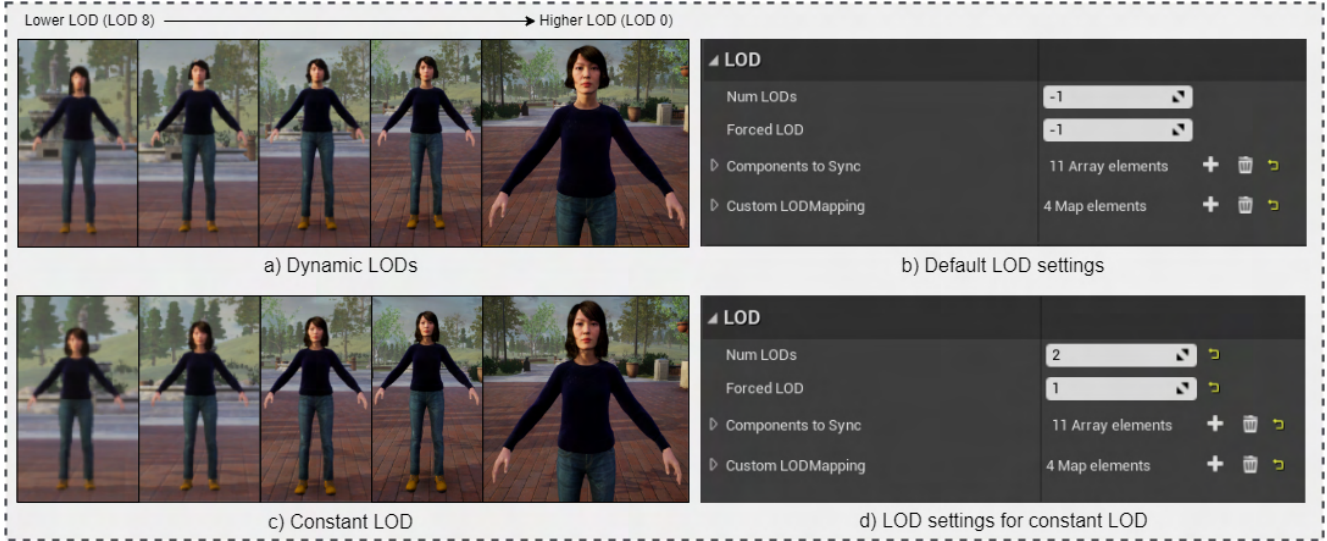 Lower LOD (LOD 8) Higher LOD (LOD 0)
LOD
Num LODs -1
Forced LOD -1
Components to Sync 11 Array elements
Custom LODMapping 4 Map elements
a) Dynamic LODs
b) Default LOD settings
LOD
Num LODs 2
Forced LOD 1
Components to Sync 11 Array elements
Custom LODMapping 4 Map elements
c) Constant LOD
d) LOD settings for constant LOD